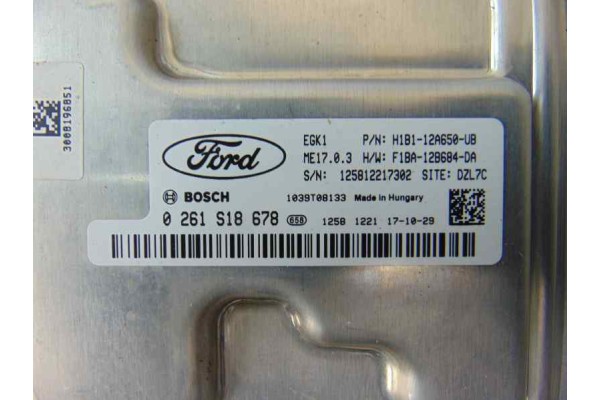 3008196851
Ford
EGK1 P/N: H1B1-12A650-UB
ME17.0.3 H/W: F1BA-12B684-DA
S/N: 125812217302 SITE: DZL7C
BOSCH 1039T08133 Made in Hungary
0 261 S18 678 658 1258 1221 17-10-29